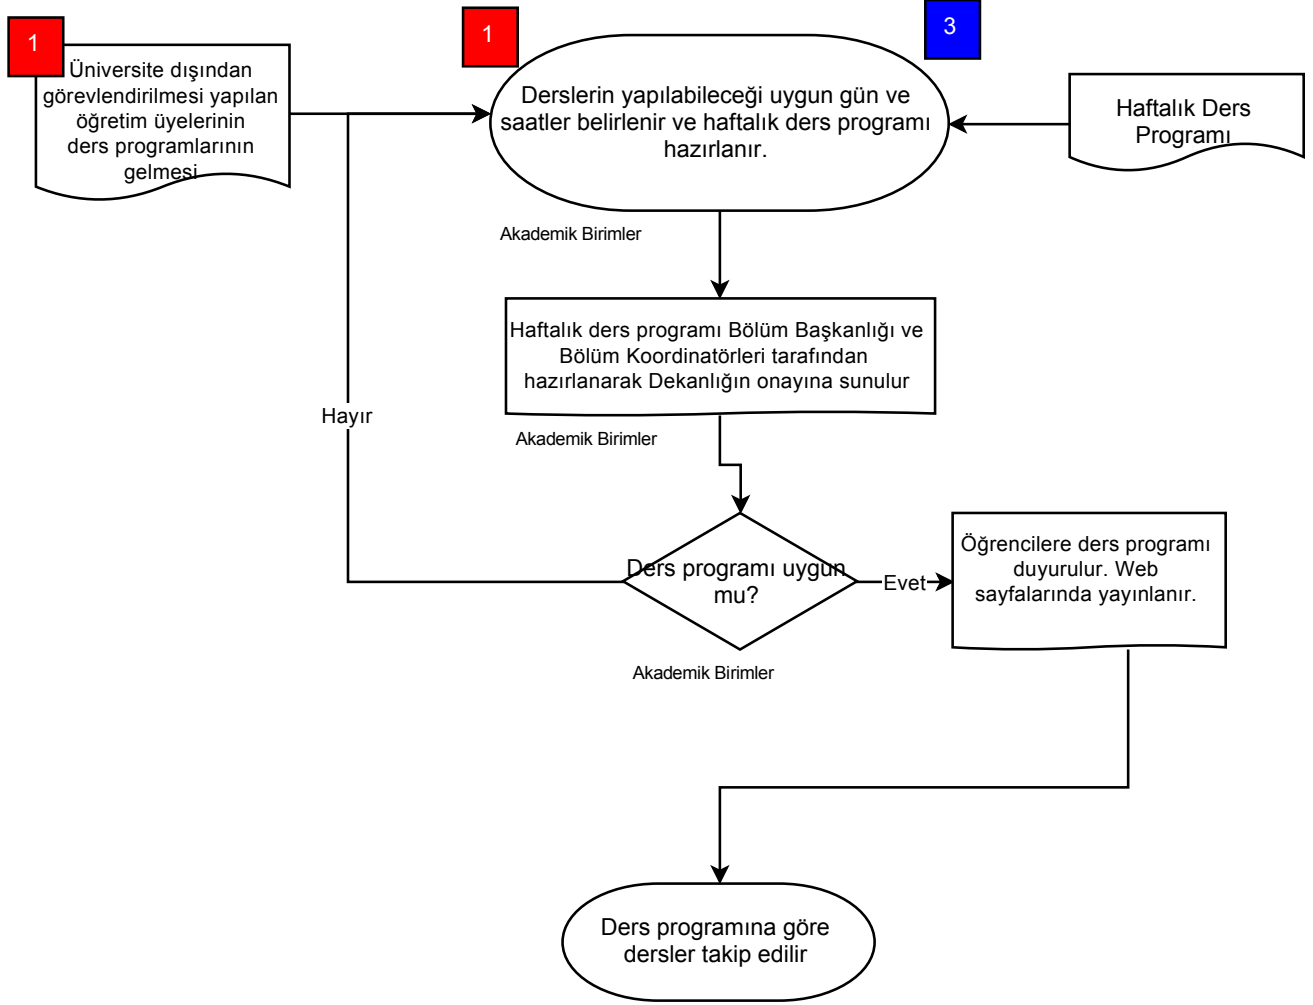 1
Üniversite dışından
görevlendirilmesi yapılan
öğretim üyelerinin
ders programlarının
gelmesi
1
3
Derslerin yapılabileceği uygun gün ve
saatler belirlenir ve haftalık ders programı
hazırlanır.
Haftalık Ders
Programı
Akademik Birimler
Haftalık ders programı Bölüm Başkanlığı ve
Bölüm Koordinatörleri tarafından
hazırlanarak Dekanlığın onayına sunulur
Hayır
Akademik Birimler
Ders programı uygun
mu?
Evet
Öğrencilere ders programı
duyurulur. Web
sayfalarında yayınlanır.
Akademik Birimler
Ders programına göre
dersler takip edilir